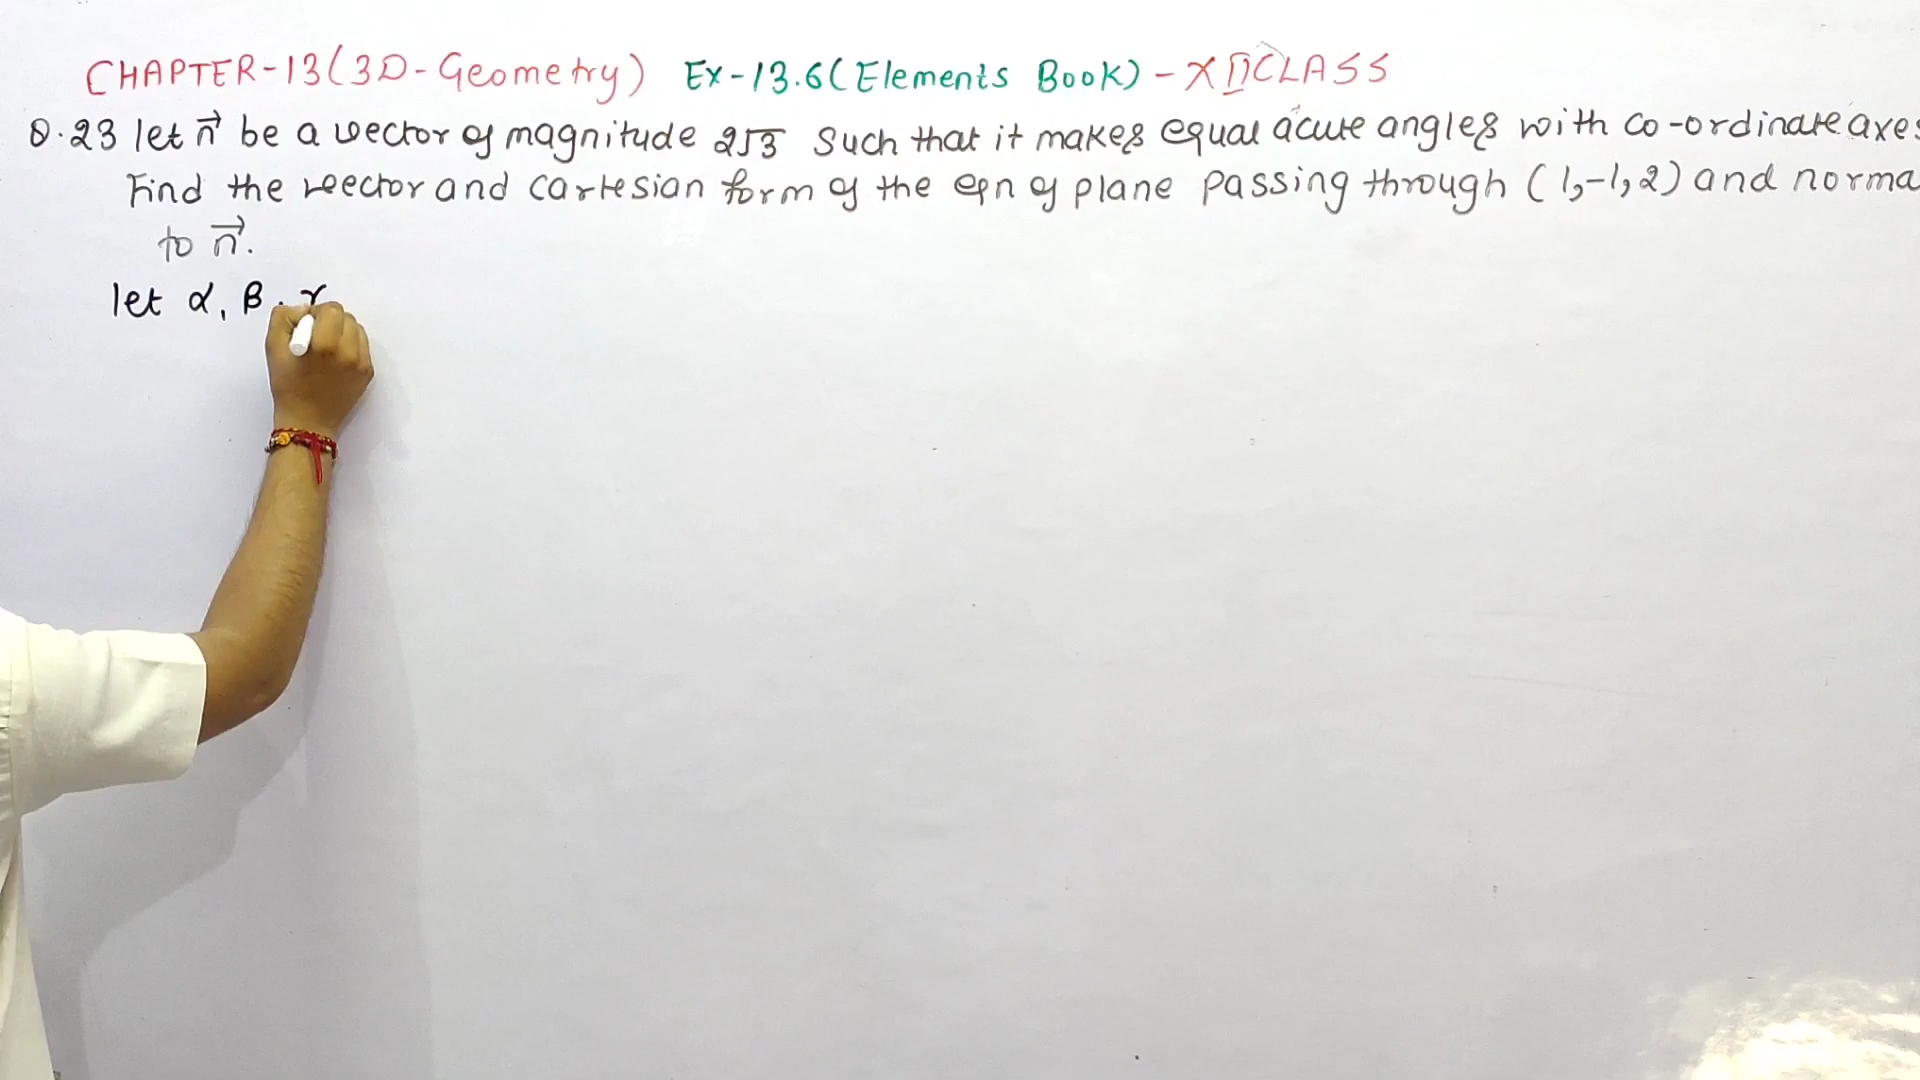 CHAPTER-13(3D-Geometry) Ex-13.6(Elements Book)-XIICLASS
Q.23 let n⃗ be a vector of magnitude 2√3 Such that it makes equal acute angles with co-ordinate axes
Find the vector and cartesian form of the eqn of plane passing through (1,-1,2) and norma
to n⃗.
let α, β, γ